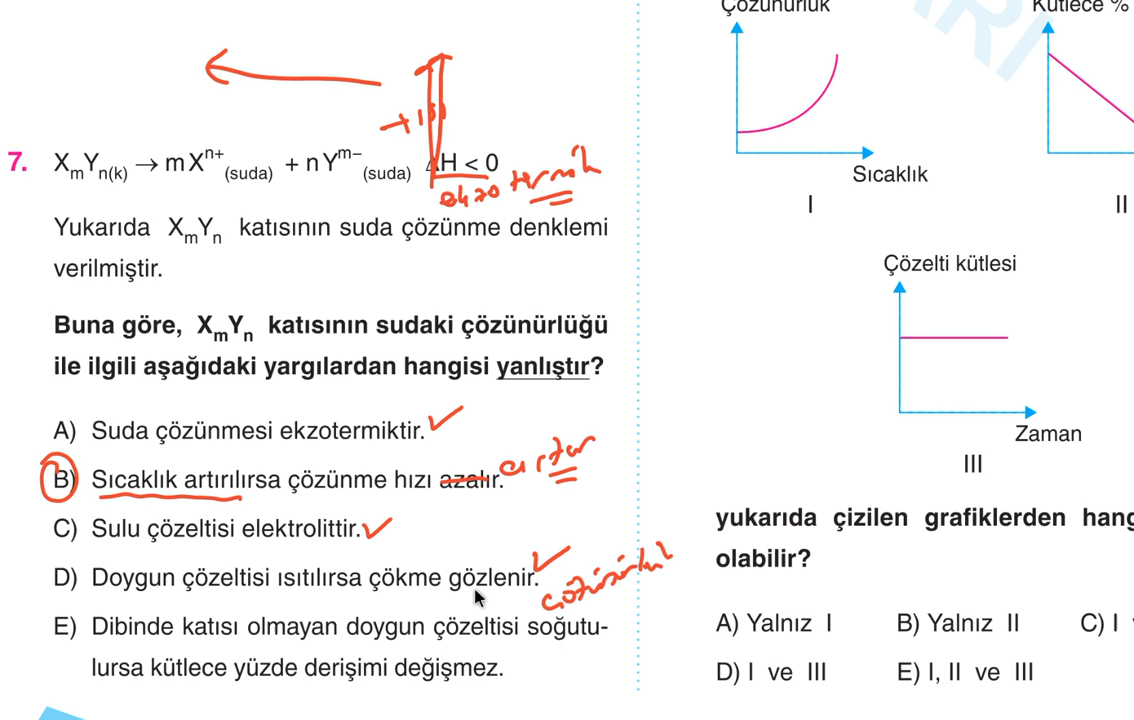 + ısı
7. XmYn(k) → mXⁿ⁺(suda) + nYᵐ⁻(suda) ΔH < 0
ekzotermik
Yukarıda XmYn katısının suda çözünme denklemi
verilmiştir.
Buna göre, XmYn katısının sudaki çözünürlüğü
ile ilgili aşağıdaki yargılardan hangisi yanlıştır?
A) Suda çözünmesi ekzotermiktir.
B) Sıcaklık artırılırsa çözünme hızı azalır. artar
C) Sulu çözeltisi elektrolittir.
D) Doygun çözeltisi ısıtılırsa çökme gözlenir.
E) Dibinde katısı olmayan doygun çözeltisi soğutu-
lursa kütlece yüzde derişimi değişmez.
Çözünürlük
Sıcaklık
I
Kütlece %
II
Çözelti kütlesi
Zaman
III
yukarıda çizilen grafiklerden hang
olabilir?
A) Yalnız I B) Yalnız II C) I
D) I ve III E) I, II ve III